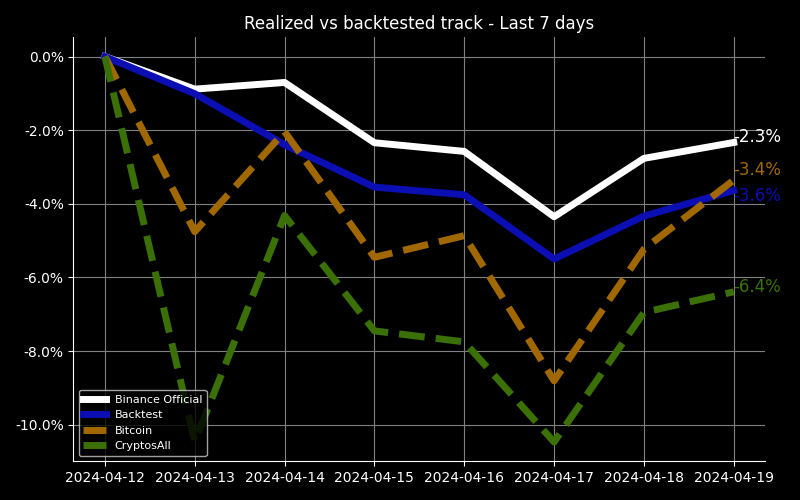 Realized vs backtested track - Last 7 days
0.0%
-2.0%
-4.0%
-6.0%
-8.0%
-10.0%
-2.3%
-3.4%
-3.6%
-6.4%
Binance Official
Backtest
Bitcoin
CryptosAll
2024-04-12 2024-04-13 2024-04-14 2024-04-15 2024-04-16 2024-04-17 2024-04-18 2024-04-19